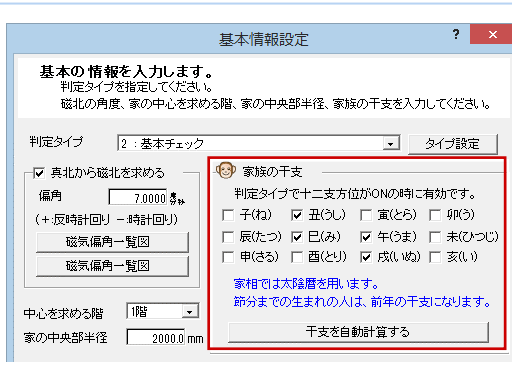 基本情報設定
? ×
基本の情報を入力します。
判定タイプを指定してください。
磁北の角度、家の中心を求める階、家の中央部半径、家族の干支を入力してください。
判定タイプ 2 : 基本チェック タイプ設定
真北から磁北を求める
偏角 7.0000
(+:反時計回り -:時計回り)
磁気偏角一覧図
磁気偏角一覧図
中心を求める階 1階
家の中央部半径 2000.0 mm
家族の干支
判定タイプで十二支方位がONの時に有効です。
子(ね) 丑(うし) 寅(とら) 卯(う)
辰(たつ) 巳(み) 午(うま) 未(ひつじ)
申(さる) 酉(とり) 戌(いぬ) 亥(い)
家相では太陰暦を用います。
節分までの生まれの人は、前年の干支になります。
干支を自動計算する